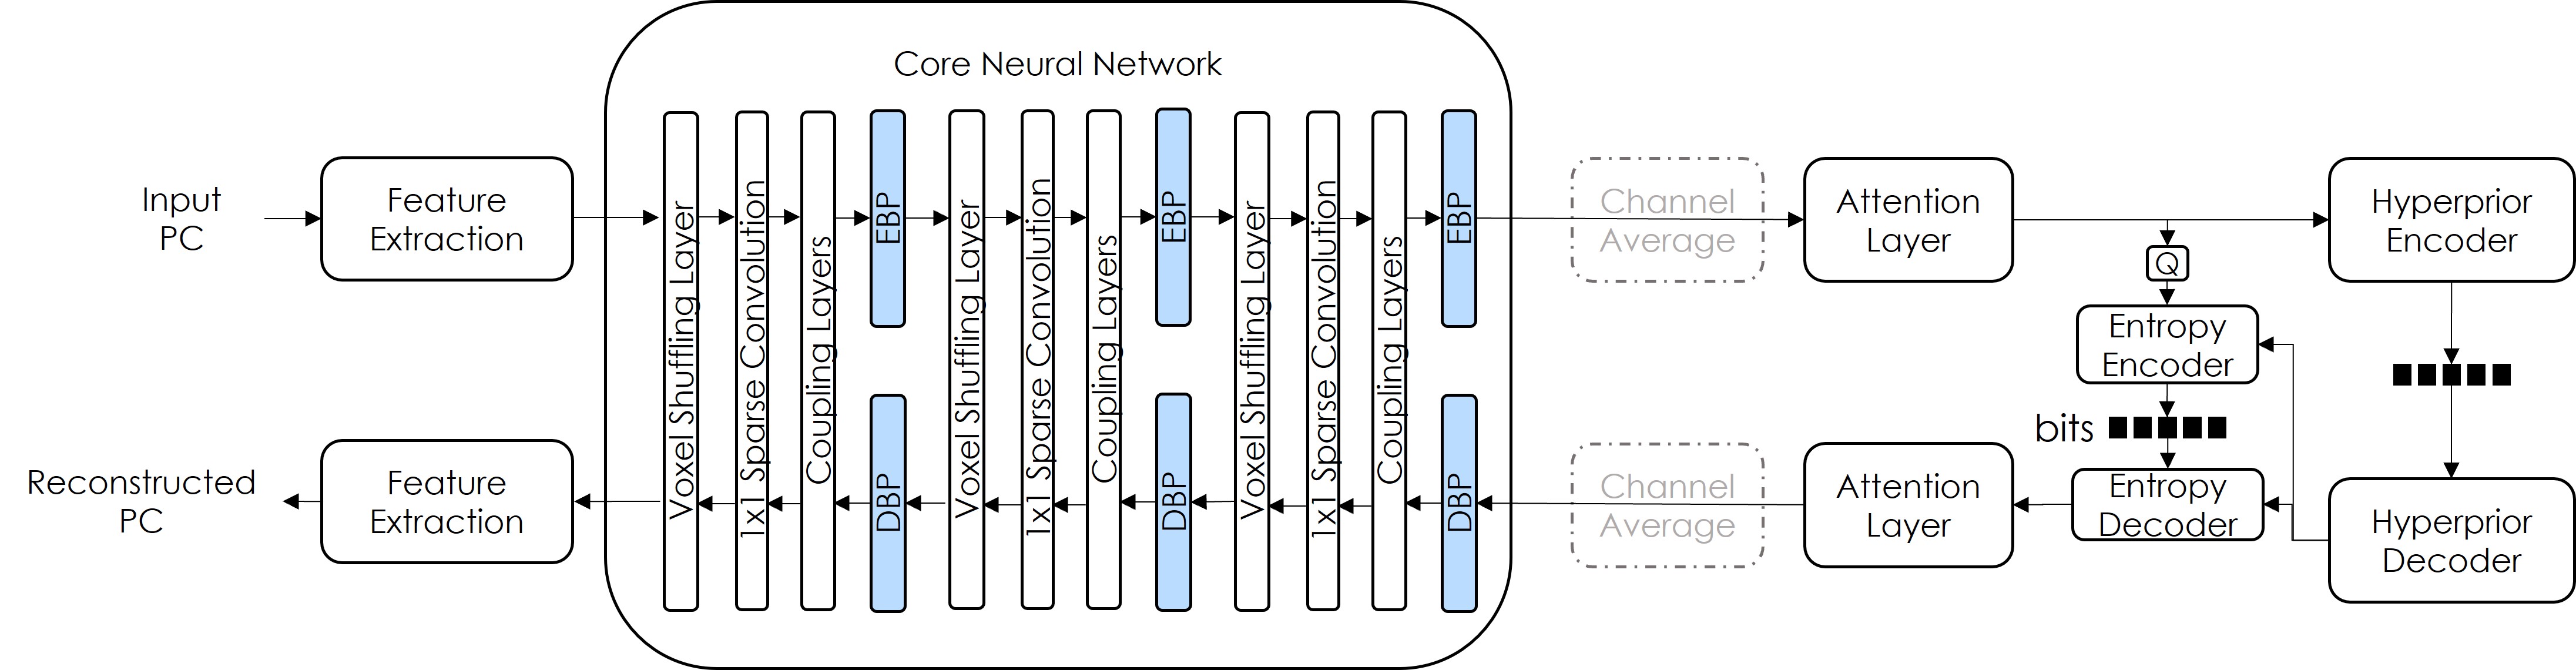 Core Neural Network
Input
PC
Feature
Extraction
Voxel Shuffling Layer
1x1 Sparse Convolution
Coupling Layers
EBP
Voxel Shuffling Layer
1x1 Sparse Convolution
Coupling Layers
EBP
Voxel Shuffling Layer
1x1 Sparse Convolution
Coupling Layers
EBP
Channel
Average
Attention
Layer
Hyperprior
Encoder
Q
Entropy
Encoder
bits
Reconstructed
PC
Feature
Extraction
DBP
DBP
DBP
Channel
Average
Attention
Layer
Entropy
Decoder
Hyperprior
Decoder